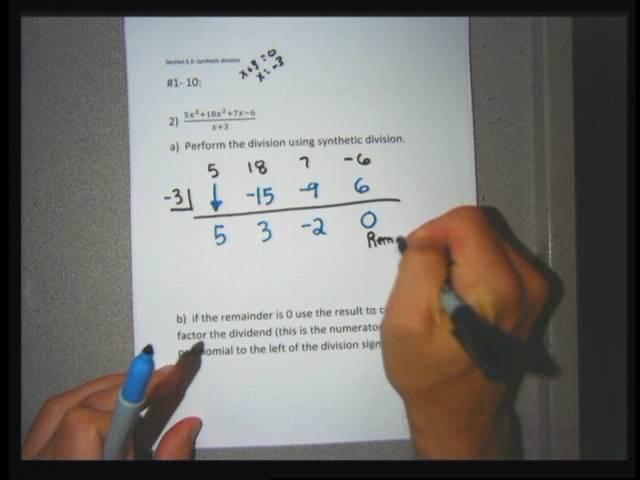 Section 5.2: synthetic division
x+3=0
x=-3
#1- 10:
2) 5x³+18x²+7x−6
x+3
a) Perform the division using synthetic division.
5 18 7 -6
-3 ↓ -15 -9 6
5 3 -2 0
Rem
b) if the remainder is 0 use the result to
factor the dividend (this is the numerato
to the left of the division sign